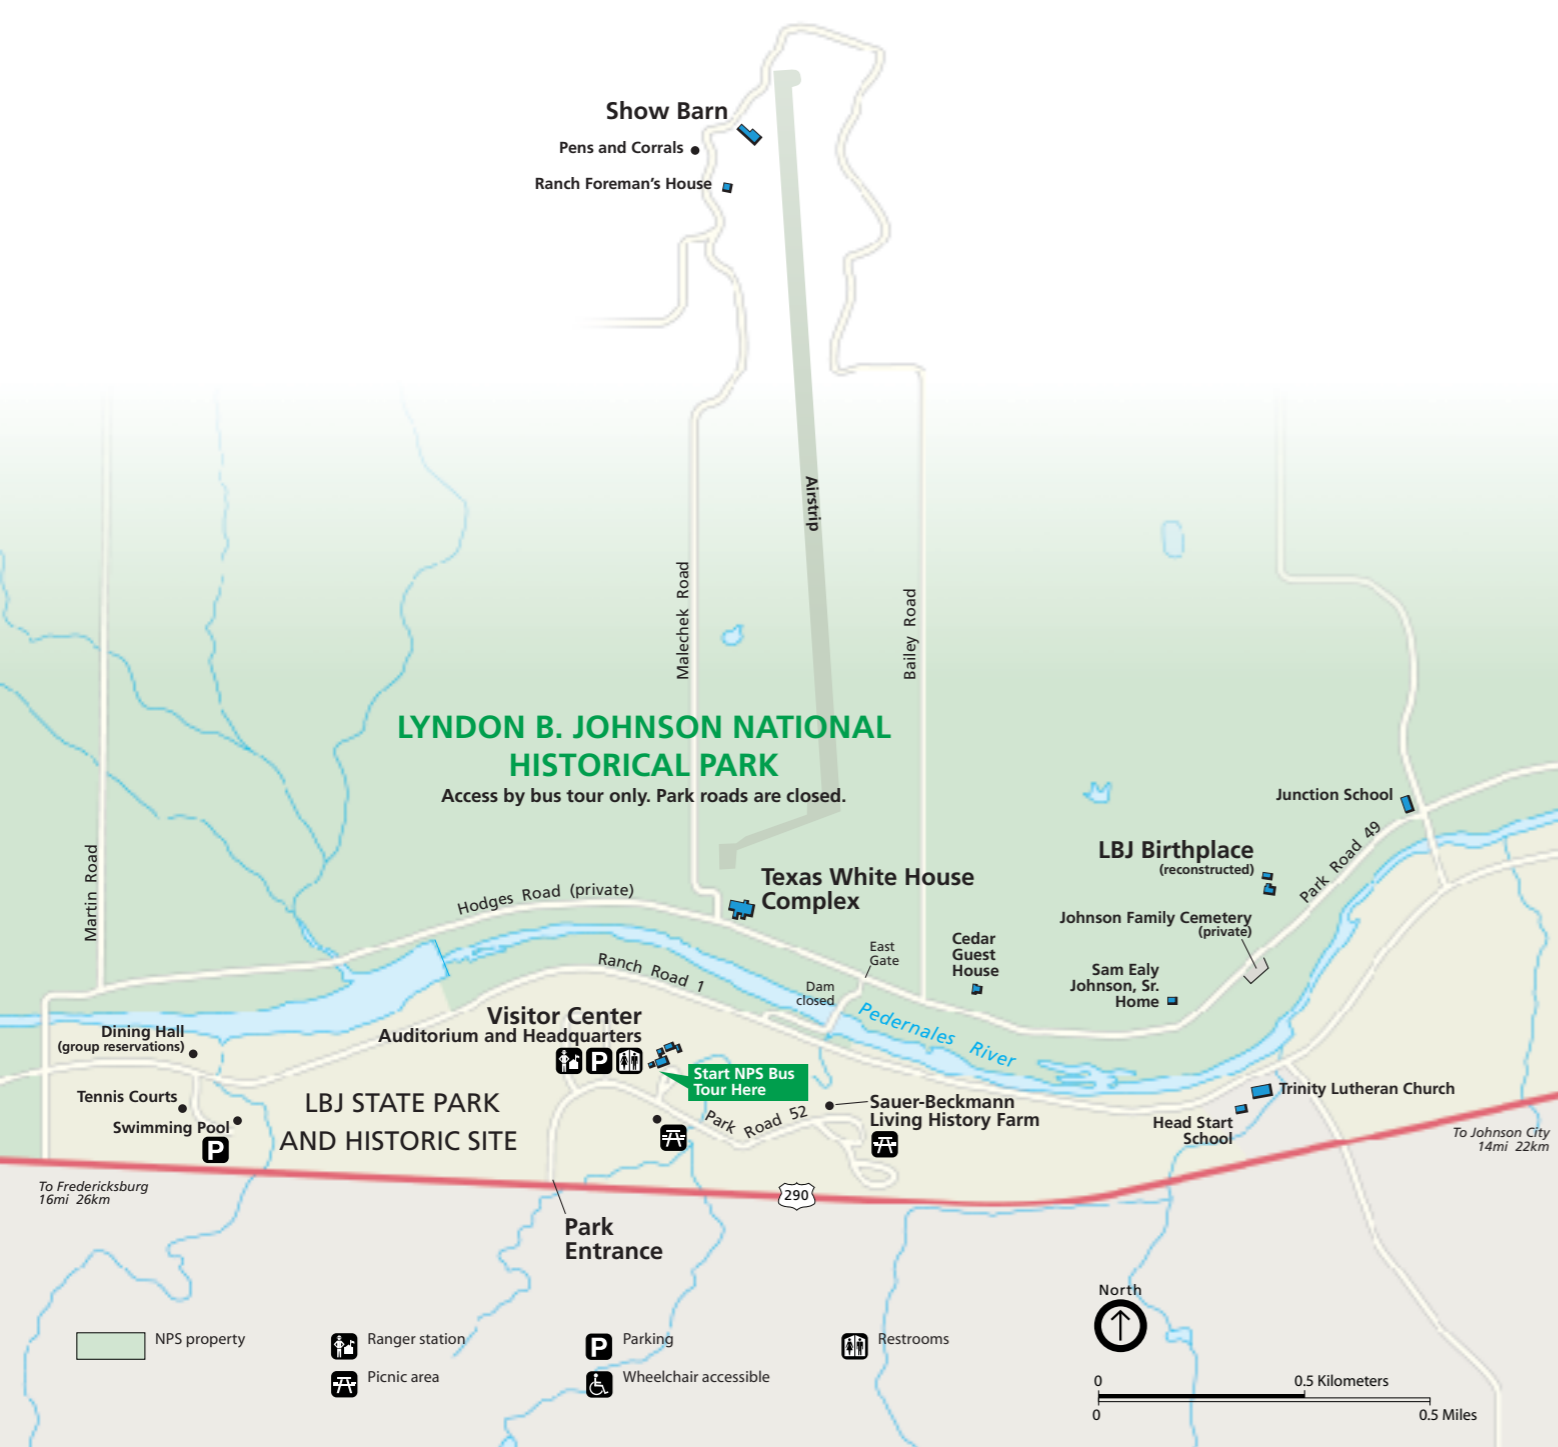 Show Barn
Pens and Corrals
Ranch Foreman's House
Airstrip
Malechek Road
Bailey Road
LYNDON B. JOHNSON NATIONAL
HISTORICAL PARK
Access by bus tour only. Park roads are closed.
Junction School
Park Road 49
LBJ Birthplace
(reconstructed)
Martin Road
Hodges Road (private)
Texas White House
Complex
Johnson Family Cemetery
(private)
East
Gate
Cedar
Guest
House
Ranch Road 1
Sam Ealy
Johnson, Sr.
Home
Dam
closed
Pedernales River
Visitor Center
Auditorium and Headquarters
P
Dining Hall
(group reservations)
Start NPS Bus
Tour Here
Tennis Courts
Swimming Pool
P
LBJ STATE PARK
AND HISTORIC SITE
Park Road 52
Sauer-Beckmann
Living History Farm
Trinity Lutheran Church
Head Start
School
To Johnson City
14mi 22km
To Fredericksburg
16mi 26km
290
Park
Entrance
North
NPS property
Ranger station
P
Parking
Restrooms
Picnic area
Wheelchair accessible
0
0.5 Kilometers
0
0.5 Miles